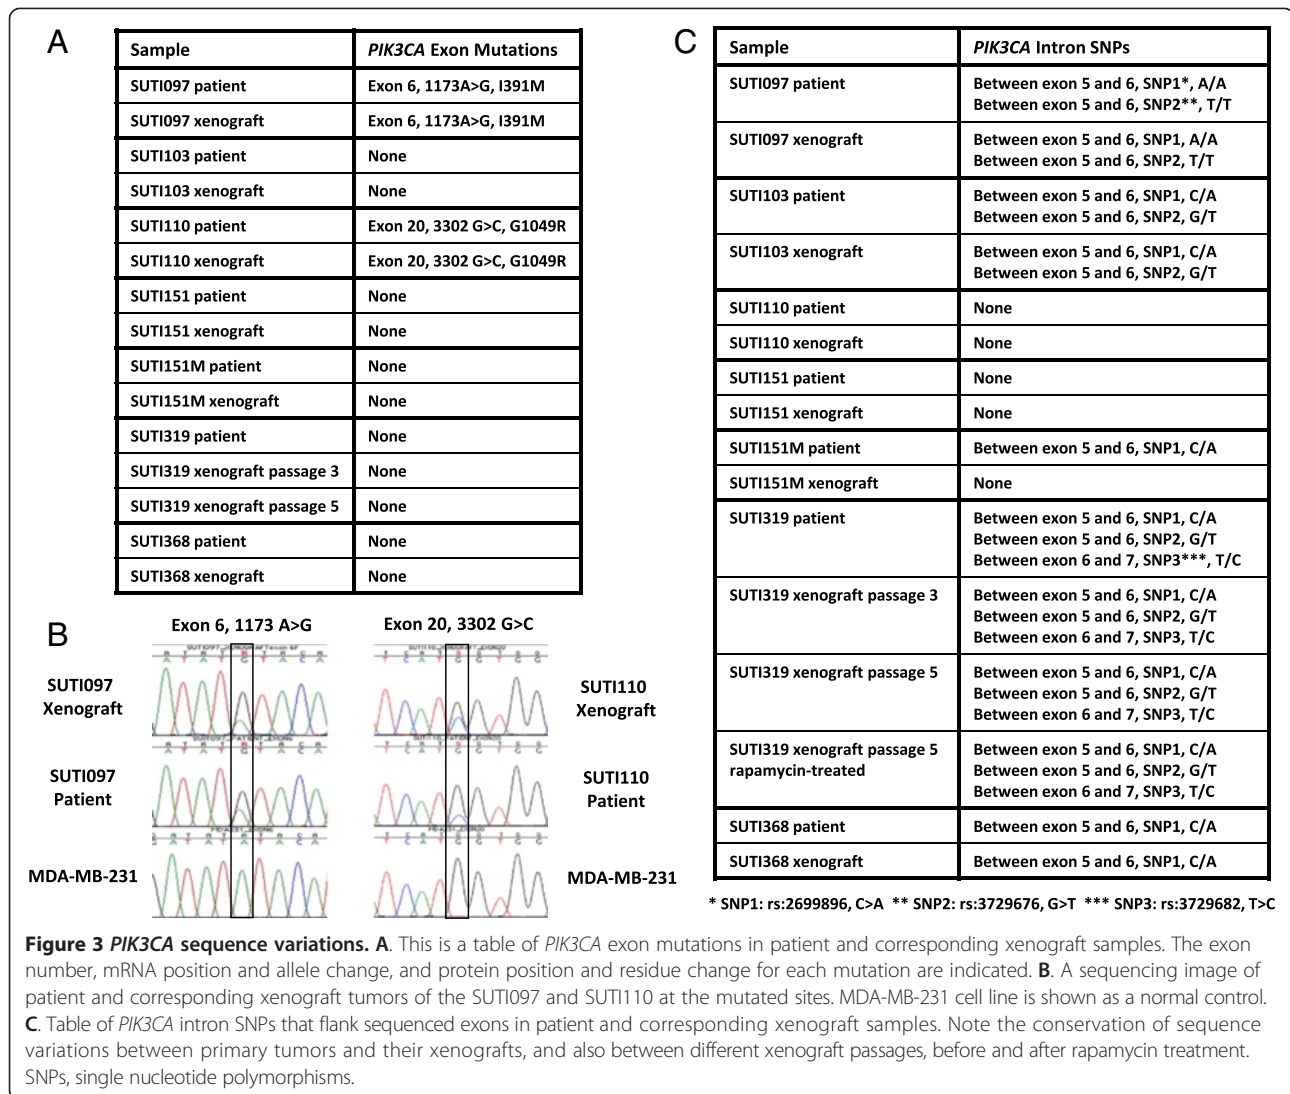 A
Sample PIK3CA Exon Mutations
SUTI097 patient Exon 6, 1173A>G, I391M
SUTI097 xenograft Exon 6, 1173A>G, I391M
SUTI103 patient None
SUTI103 xenograft None
SUTI110 patient Exon 20, 3302 G>C, G1049R
SUTI110 xenograft Exon 20, 3302 G>C, G1049R
SUTI151 patient None
SUTI151 xenograft None
SUTI151M patient None
SUTI151M xenograft None
SUTI319 patient None
SUTI319 xenograft passage 3 None
SUTI319 xenograft passage 5 None
SUTI368 patient None
SUTI368 xenograft None
B
Exon 6, 1173 A>G Exon 20, 3302 G>C
SUTI097
Xenograft
SUTI110
Xenograft
SUTI097
Patient
SUTI110
Patient
MDA-MB-231 MDA-MB-231
C
Sample PIK3CA Intron SNPs
SUTI097 patient Between exon 5 and 6, SNP1*, A/A
Between exon 5 and 6, SNP2**, T/T
SUTI097 xenograft Between exon 5 and 6, SNP1, A/A
Between exon 5 and 6, SNP2, T/T
SUTI103 patient Between exon 5 and 6, SNP1, C/A
Between exon 5 and 6, SNP2, G/T
SUTI103 xenograft Between exon 5 and 6, SNP1, C/A
Between exon 5 and 6, SNP2, G/T
SUTI110 patient None
SUTI110 xenograft None
SUTI151 patient None
SUTI151 xenograft None
SUTI151M patient Between exon 5 and 6, SNP1, C/A
SUTI151M xenograft None
SUTI319 patient Between exon 5 and 6, SNP1, C/A
Between exon 5 and 6, SNP2, G/T
Between exon 6 and 7, SNP3***, T/C
SUTI319 xenograft passage 3 Between exon 5 and 6, SNP1, C/A
Between exon 5 and 6, SNP2, G/T
Between exon 6 and 7, SNP3, T/C
SUTI319 xenograft passage 5 Between exon 5 and 6, SNP1, C/A
Between exon 5 and 6, SNP2, G/T
Between exon 6 and 7, SNP3, T/C
SUTI319 xenograft passage 5 Between exon 5 and 6, SNP1, C/A
rapamycin-treated Between exon 5 and 6, SNP2, G/T
Between exon 6 and 7, SNP3, T/C
SUTI368 patient Between exon 5 and 6, SNP1, C/A
SUTI368 xenograft Between exon 5 and 6, SNP1, C/A
* SNP1: rs:2699896, C>A ** SNP2: rs:3729676, G>T *** SNP3: rs:3729682, T>C
Figure 3 PIK3CA sequence variations. A. This is a table of PIK3CA exon mutations in patient and corresponding xenograft samples. The exon
number, mRNA position and allele change, and protein position and residue change for each mutation are indicated. B. A sequencing image of
patient and corresponding xenograft tumors of the SUTI097 and SUTI110 at the mutated sites. MDA-MB-231 cell line is shown as a normal control.
C. Table of PIK3CA intron SNPs that flank sequenced exons in patient and corresponding xenograft samples. Note the conservation of sequence
variations between primary tumors and their xenografts, and also between different xenograft passages, before and after rapamycin treatment.
SNPs, single nucleotide polymorphisms.